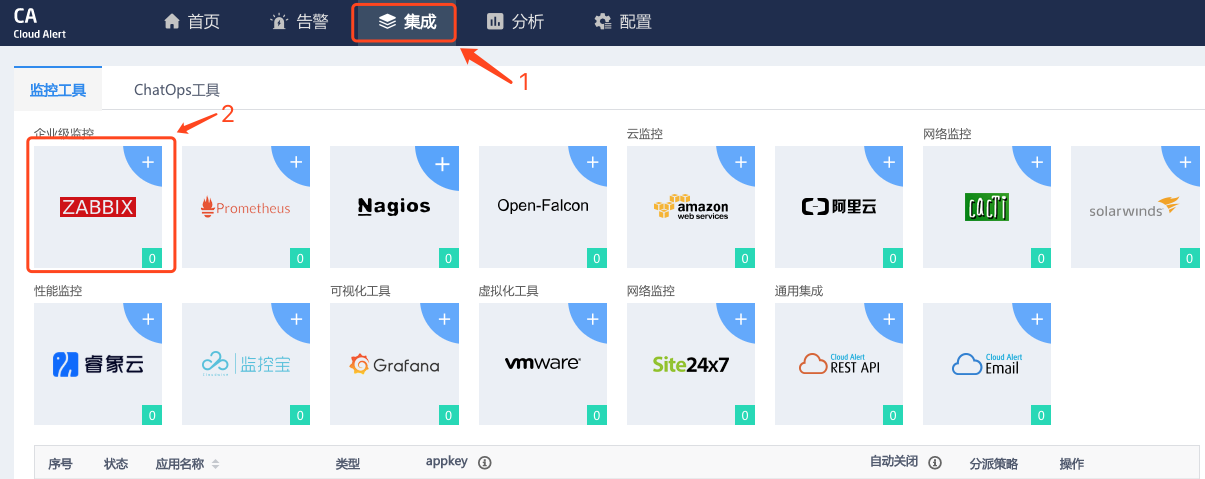 CA
Cloud Alert
首页
告警
集成
分析
配置
1
监控工具
ChatOps工具
2
企业级监控
云监控
网络监控
ZABBIX
Prometheus
Nagios
Open-Falcon
amazon
web services
阿里云
cacti
solarwinds
0 0 0 0 0 0 0 0
性能监控
可视化工具
虚拟化工具
网络监控
通用集成
睿象云
监控宝
Grafana
vmware
Site24x7
Cloud Alert
REST API
Cloud Alert
Email
0 0 0 0 0 0 0
序号 状态 应用名称 类型 appkey 自动关闭 分派策略 操作